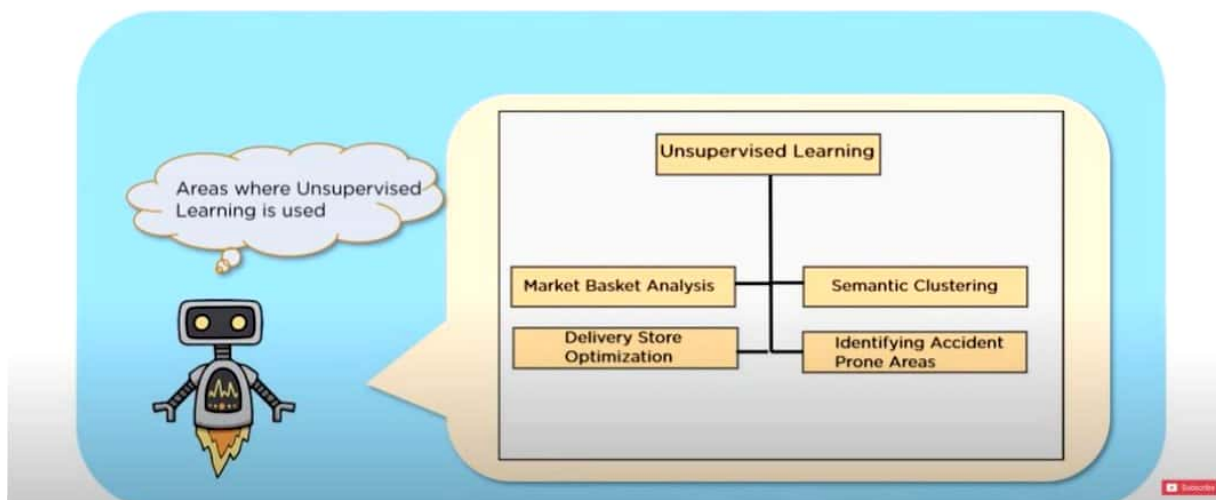 Areas where Unsupervised
Learning is used
Unsupervised Learning
Market Basket Analysis
Semantic Clustering
Delivery Store
Optimization
Identifying Accident
Prone Areas
Subscribe